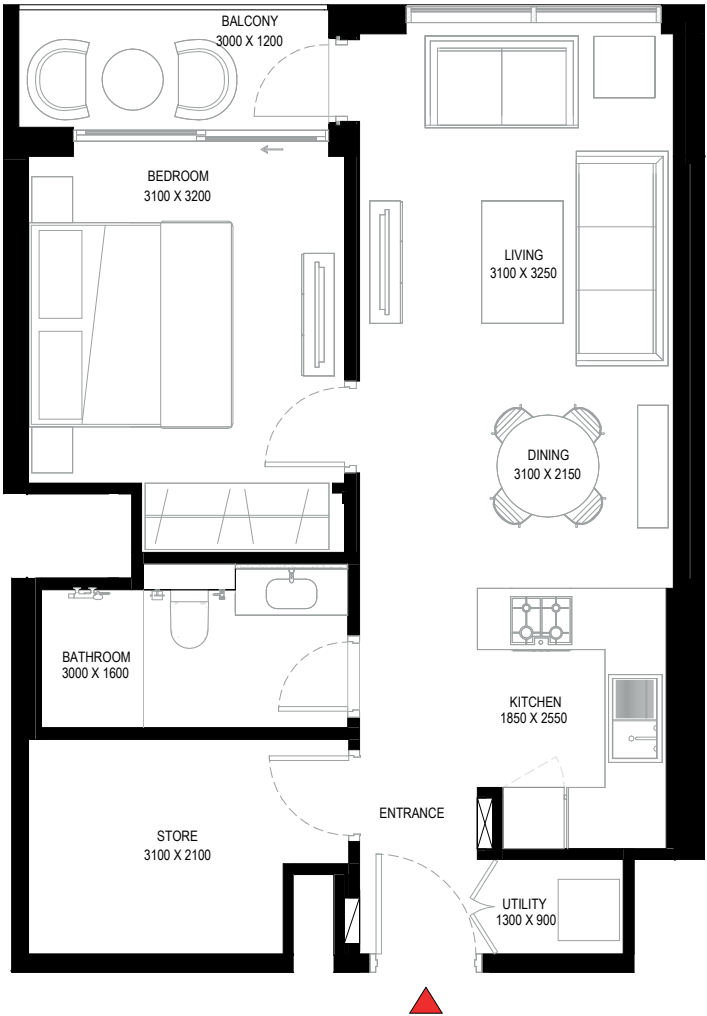 BALCONY
3000 X 1200
BEDROOM
3100 X 3200
LIVING
3100 X 3250
DINING
3100 X 2150
BATHROOM
3000 X 1600
KITCHEN
1850 X 2550
ENTRANCE
STORE
3100 X 2100
UTILITY
1300 X 900